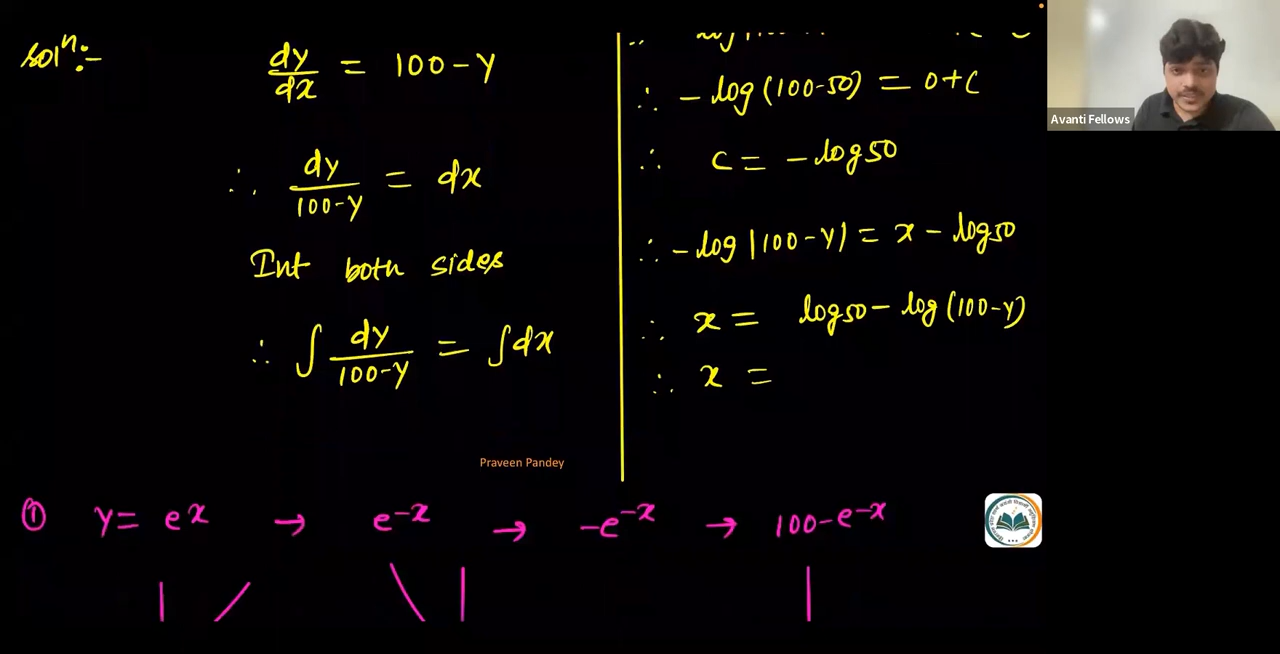 Solⁿ:-
dy/dx = 100 - y
∴ dy/(100-y) = dx
Int both sides
∴ ∫ dy/(100-y) = ∫dx
∴ -log(100-50) = 0+C
∴ C = -log50
∴ -log|100-y| = x - log50
∴ x = log50 - log(100-y)
∴ x =
Avanti Fellows
Praveen Pandey
① y = e^x → e^-x → -e^-x → 100-e^-x